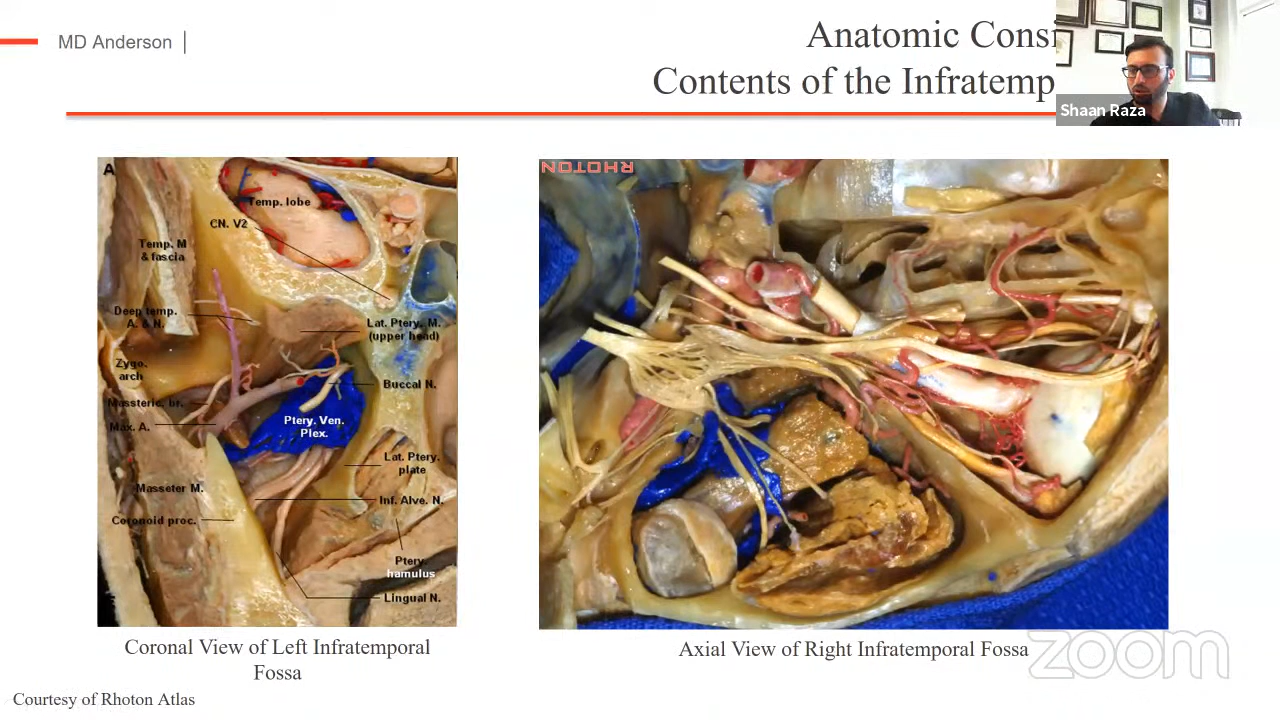 MD Anderson
Anatomic Consi
Contents of the Infratemp
Shaan Raza
A
Temp. lobe
CN. V2
Temp. M
& fascia
Deep temp.
A. & N.
Lat. Ptery. M.
(upper head)
Zygo.
arch
Buccal N.
Masseteric. br.
Max. A.
Ptery. Ven.
Plex.
Lat. Ptery.
plate
Masseter M.
Inf. Alve. N.
Coronoid proc.
Ptery.
hamulus
Lingual N.
RHOTON
Coronal View of Left Infratemporal
Fossa
Axial View of Right Infratemporal Fossa
zoom
Courtesy of Rhoton Atlas